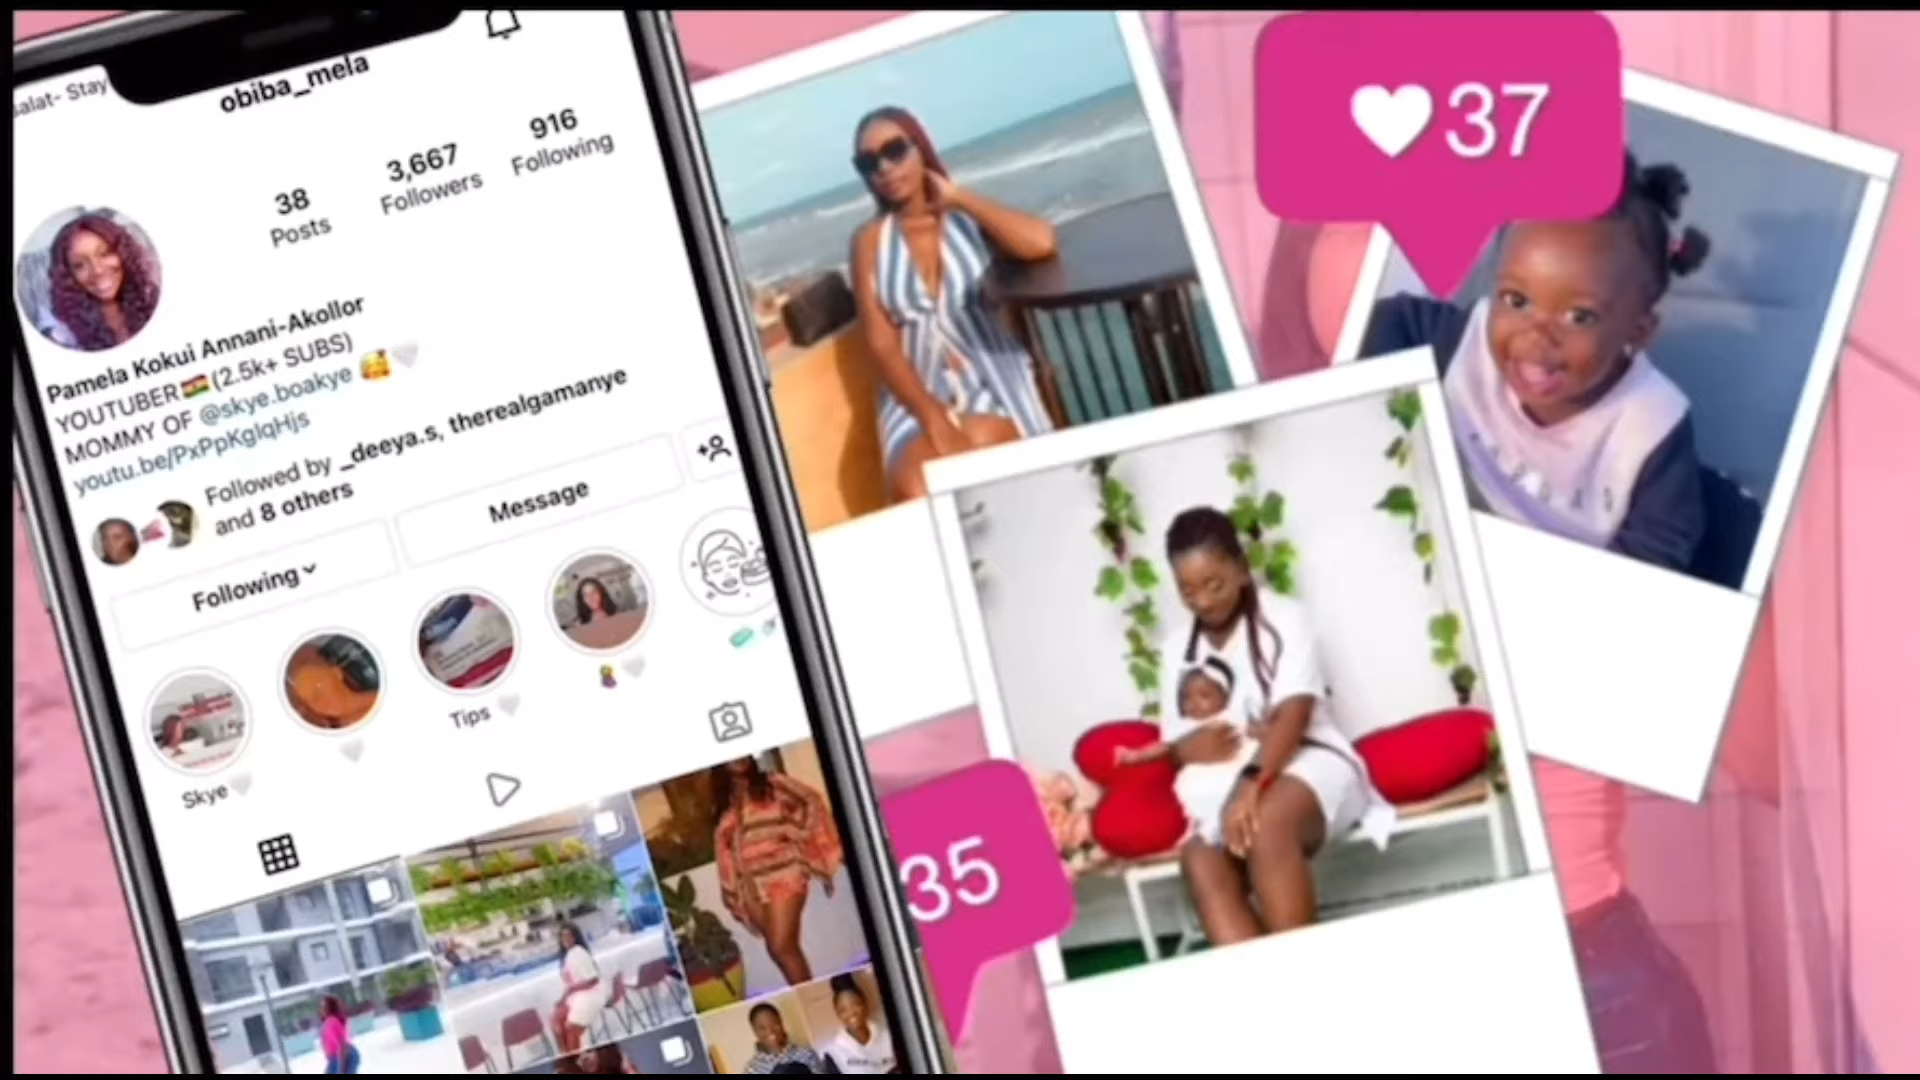 salat- Stay
obiba_mela
38
Posts
3,667
Followers
916
Following
Pamela Kokui Annani-Akollor
YOUTUBER🇬🇭(2.5k+ SUBS)
MOMMY OF @skye.boakye 🥰🤍
youtu.be/PxPpKglqHjs
Followed by _deeya.s, therealgamanye
and 8 others
Following
Message
Skye🤍
Tips 🤍
37
35